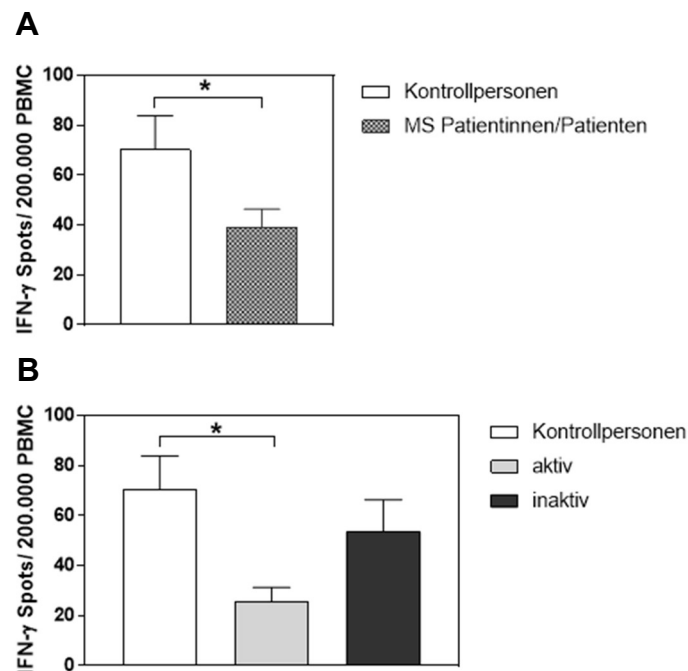 A
IFN-γ Spots/ 200.000 PBMC
100
80
60
40
20
0
*
Kontrollpersonen
MS Patientinnen/Patienten
B
IFN-γ Spots/ 200.000 PBMC
100
80
60
40
20
0
*
Kontrollpersonen
aktiv
inaktiv